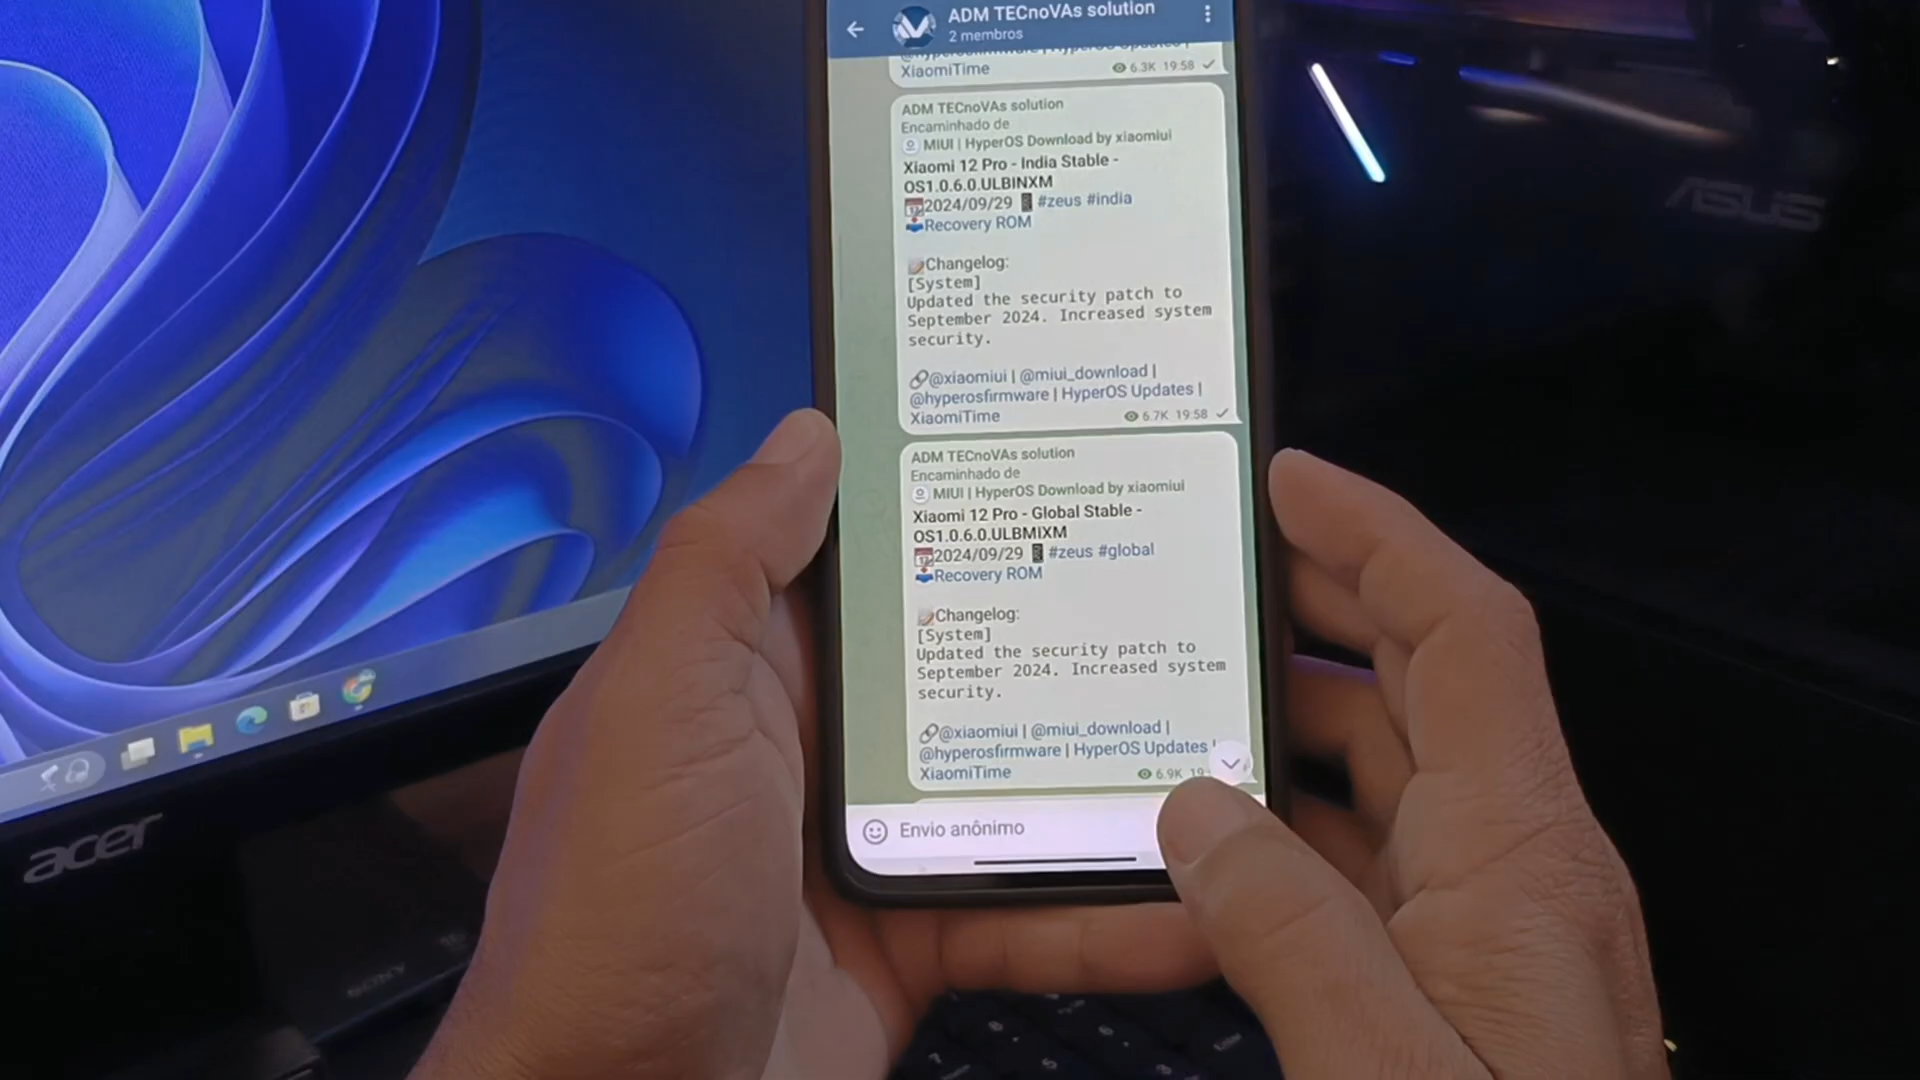 ADM TECnoVAs solution
2 membros
XiaomiTime
6.3K 19:58
ADM TECnoVAs solution
Encaminhado de
MIUI | HyperOS Download by xiaomiui
Xiaomi 12 Pro - India Stable -
OS1.0.6.0.ULBINXM
2024/09/29 #zeus #india
Recovery ROM
Changelog:
[System]
Updated the security patch to
September 2024. Increased system
security.
@xiaomiui | @miui_download |
@hyperosfirmware | HyperOS Updates |
XiaomiTime
6.7K 19:58
ADM TECnoVAs solution
Encaminhado de
MIUI | HyperOS Download by xiaomiui
Xiaomi 12 Pro - Global Stable -
OS1.0.6.0.ULBMIXM
2024/09/29 #zeus #global
Recovery ROM
Changelog:
[System]
Updated the security patch to
September 2024. Increased system
security.
@xiaomiui | @miui_download |
@hyperosfirmware | HyperOS Updates |
XiaomiTime
6.9K
Envio anônimo
acer
SONY
ASUS